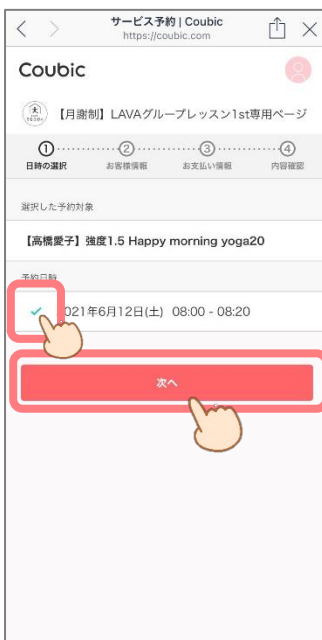 サービス予約 | Coubic
https://coubic.com
Coubic
【月謝制】LAVAグループレッスン1st専用ページ
① ② ③ ④
日時の選択 お客様情報 お支払い情報 内容確認
選択した予約対象
【高橋愛子】強度1.5 Happy morning yoga20
予約日時
2021年6月12日(土) 08:00 - 08:20
次へ